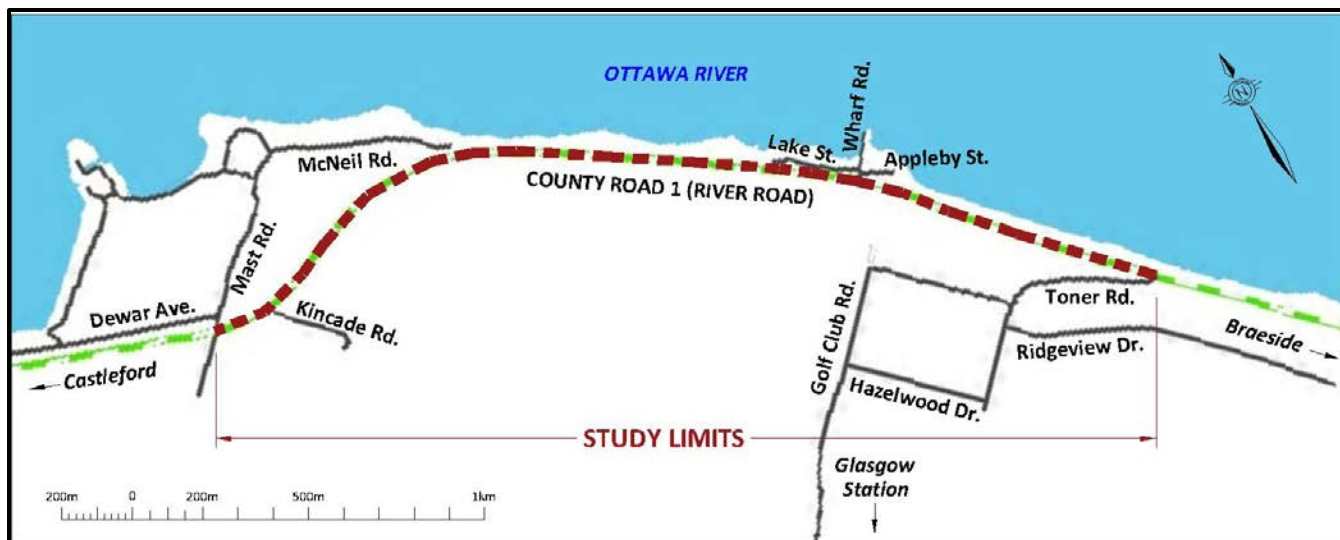 OTTAWA RIVER
N
Wharf Rd.
Lake St.
Appleby St.
McNeil Rd.
COUNTY ROAD 1 (RIVER ROAD)
Mast Rd.
Dewar Ave.
Kincade Rd.
Castleford
Golf Club Rd.
Toner Rd.
Ridgeview Dr.
Braeside
Hazelwood Dr.
STUDY LIMITS
Glasgow
Station
200m 0 200m 500m 1km